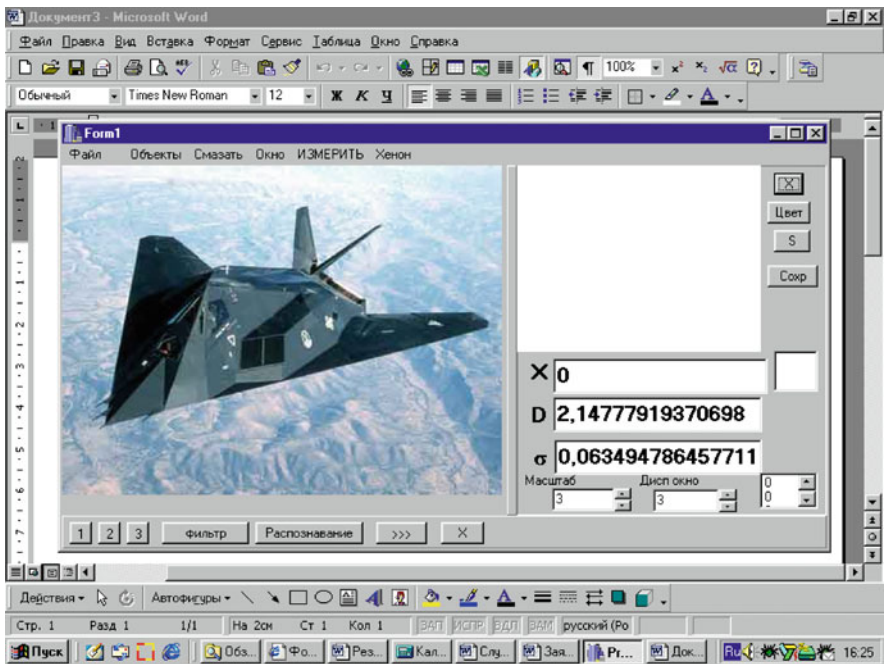 Документ3 - Microsoft Word
Файл Правка Вид Вставка Формат Сервис Таблица Окно Справка
100% x² x₂ √α
Обычный Times New Roman 12 Ж К Ч
Form1
Файл Объекты Смазать Окно ИЗМЕРИТЬ Хенон
Цвет
S
Сохр
X 0
D 2,14777919370698
σ 0,063494786457711
Масштаб Дисп окно
3 3 0
0
1 2 3 фильтр Распознавание >>> X
Действия Автофигуры
Стр. 1 Разд 1 1/1 На 2см Ст 1 Кол 1 ЗАП ИСПР ВДЛ ЗАМ русский (Ро
Пуск Обз... Фо... Рез... Кал... Слу... Зая... Pr... Док... Ru 16:25